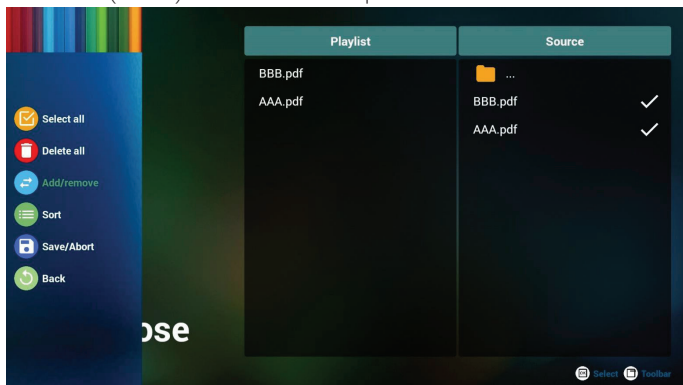 Playlist
Source
BBB.pdf
AAA.pdf
...
BBB.pdf
AAA.pdf
Select all
Delete all
Add/remove
Sort
Save/Abort
Back
ose
OK Select Toolbar